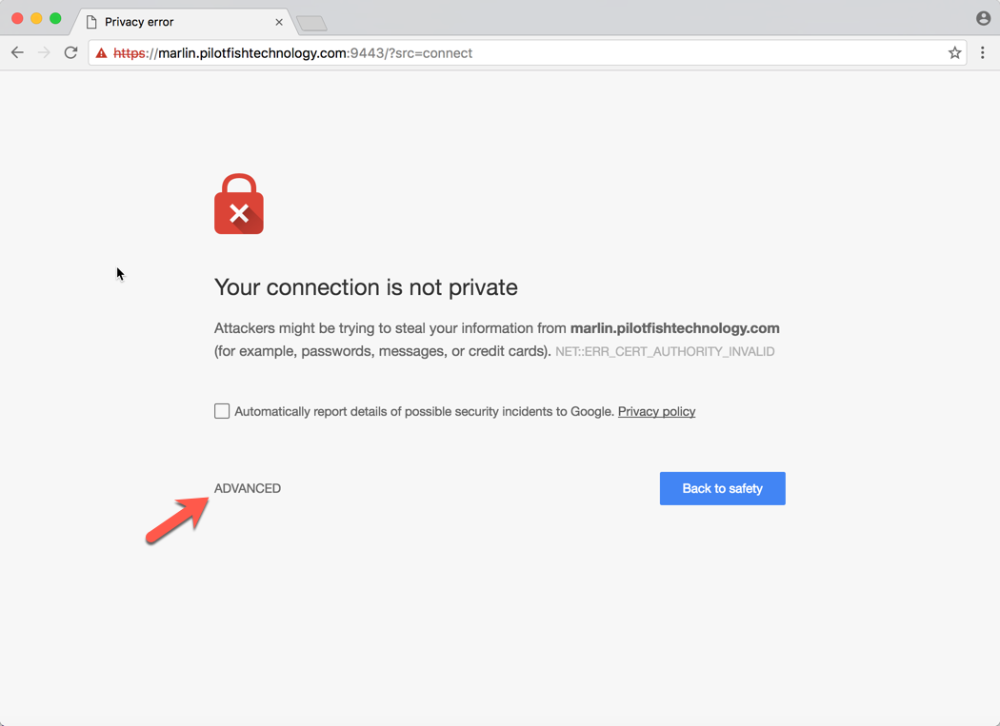 Privacy error
https://marlin.pilotfishtechnology.com:9443/?src=connect
Your connection is not private
Attackers might be trying to steal your information from marlin.pilotfishtechnology.com
(for example, passwords, messages, or credit cards). NET::ERR_CERT_AUTHORITY_INVALID
Automatically report details of possible security incidents to Google. Privacy policy
ADVANCED
Back to safety